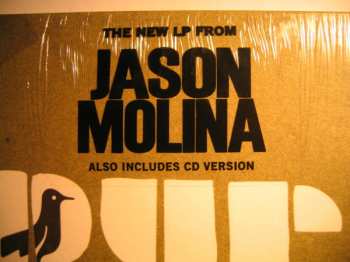 THE NEW LP FROM
JASON
MOLINA
ALSO INCLUDES CD VERSION